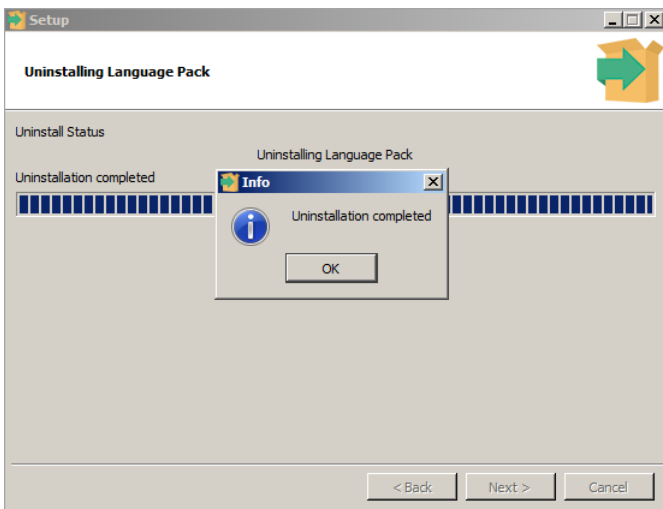 Setup
Uninstalling Language Pack
Uninstall Status
Uninstalling Language Pack
Uninstallation completed
Info
Uninstallation completed
OK
< Back
Next >
Cancel